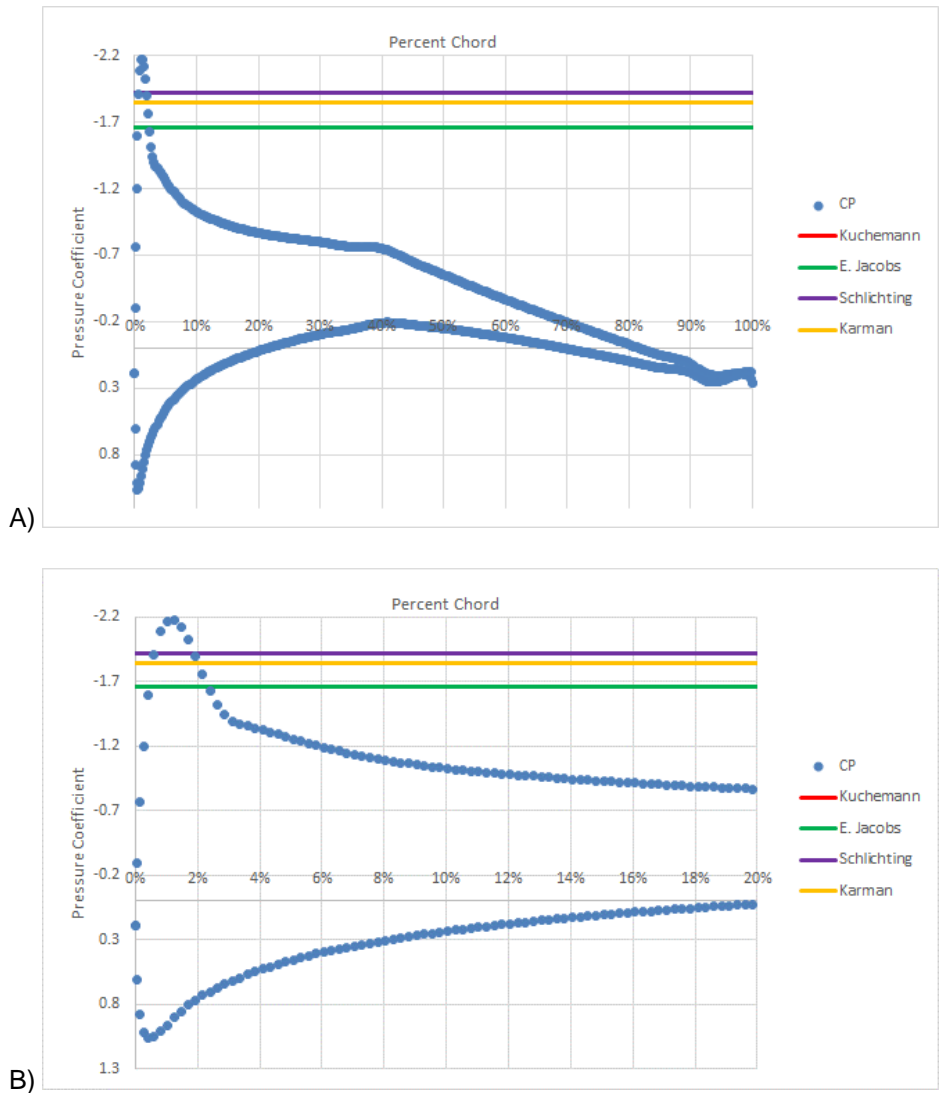 Percent Chord
-2.2
-1.7
-1.2
-0.7
-0.2
0.3
0.8
Pressure Coefficient
0% 10% 20% 30% 40% 50% 60% 70% 80% 90% 100%
CP
Kuchemann
E. Jacobs
Schlichting
Karman
A)
Percent Chord
-2.2
-1.7
-1.2
-0.7
-0.2
0.3
0.8
1.3
Pressure Coefficient
0% 2% 4% 6% 8% 10% 12% 14% 16% 18% 20%
CP
Kuchemann
E. Jacobs
Schlichting
Karman
B)